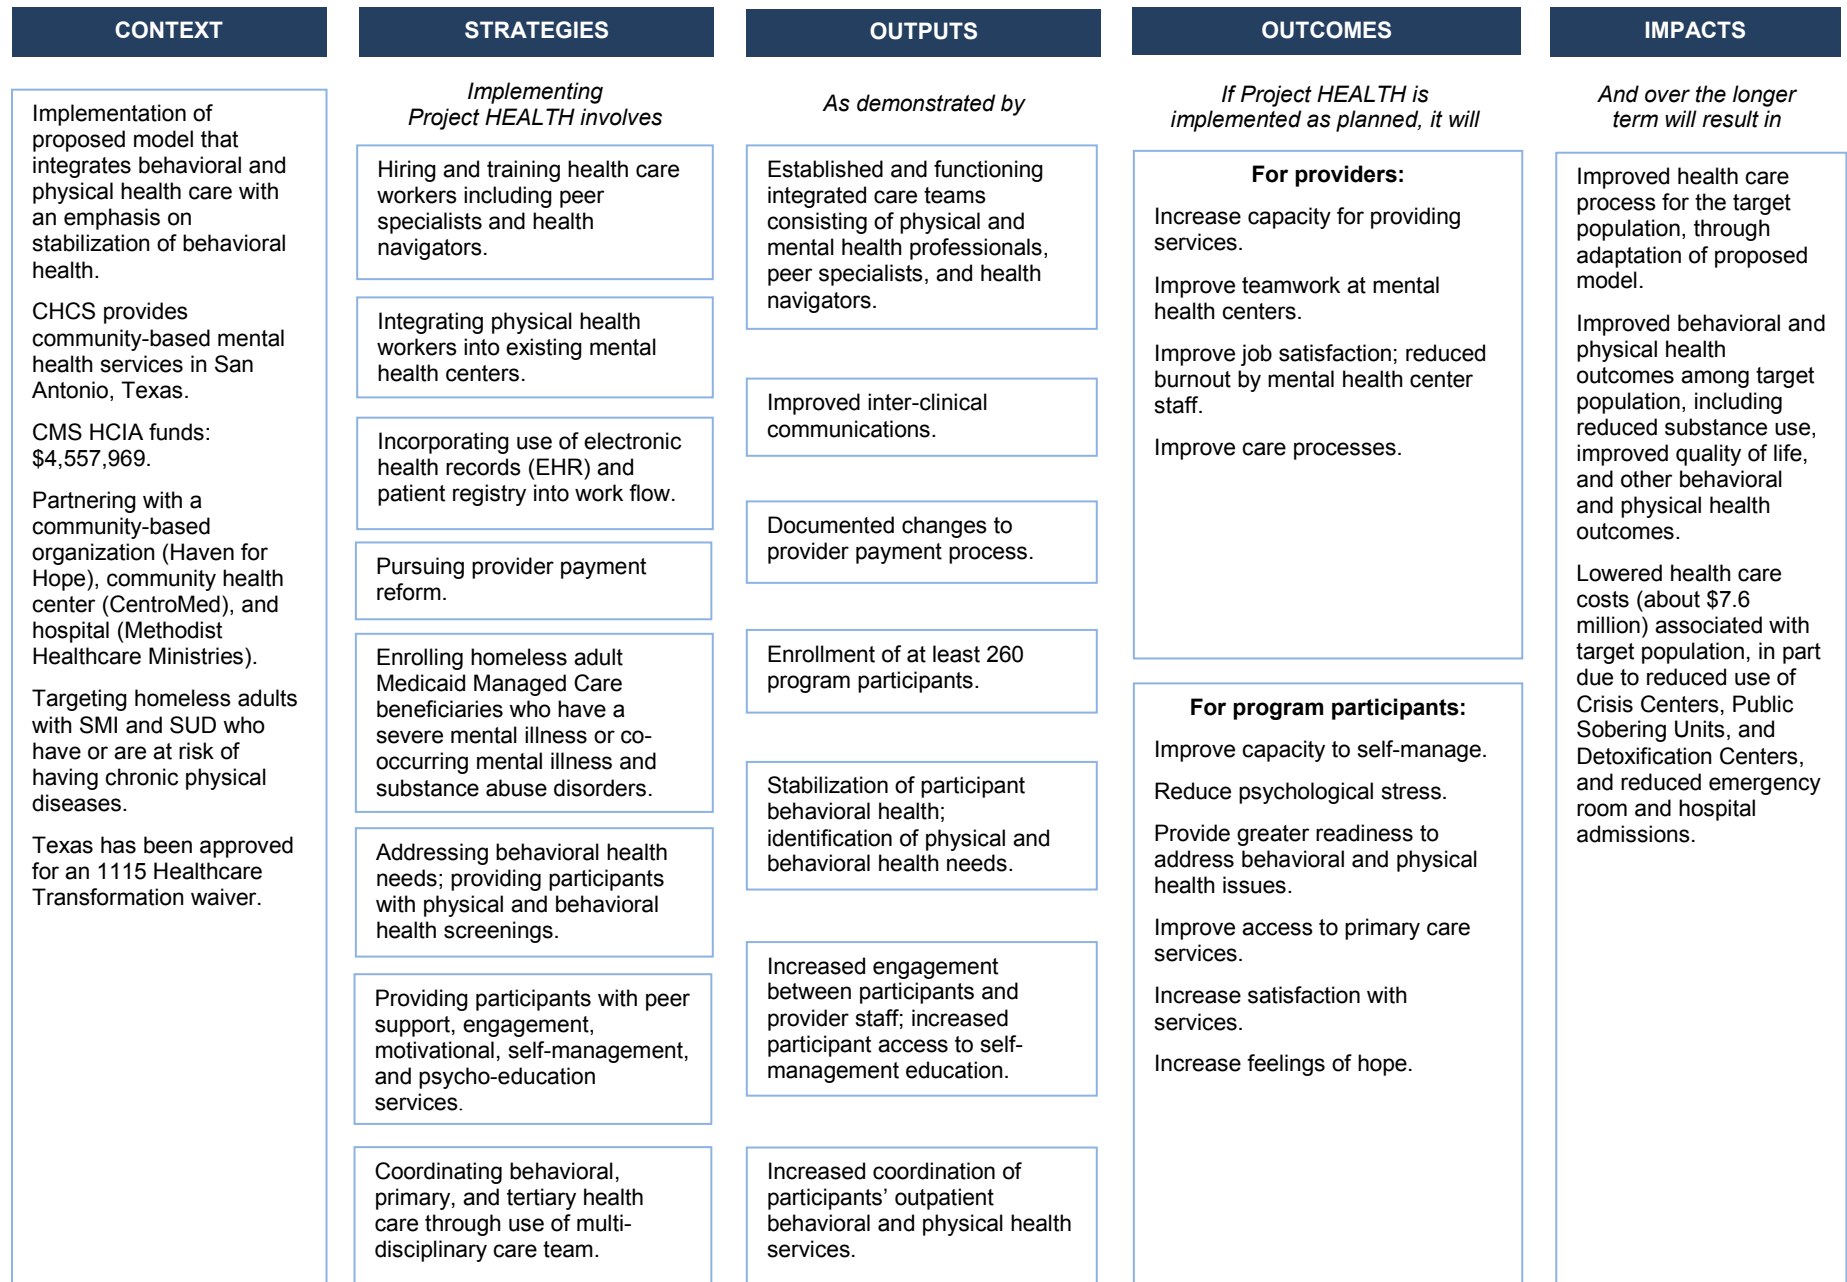 CONTEXT
Implementation of
proposed model that
integrates behavioral and
physical health care with
an emphasis on
stabilization of behavioral
health.
CHCS provides
community-based mental
health services in San
Antonio, Texas.
CMS HCIA funds:
$4,557,969.
Partnering with a
community-based
organization (Haven for
Hope), community health
center (CentroMed), and
hospital (Methodist
Healthcare Ministries).
Targeting homeless adults
with SMI and SUD who
have or are at risk of
having chronic physical
diseases.
Texas has been approved
for an 1115 Healthcare
Transformation waiver.
STRATEGIES
Implementing
Project HEALTH involves
Hiring and training health care
workers including peer
specialists and health
navigators.
Integrating physical health
workers into existing mental
health centers.
Incorporating use of electronic
health records (EHR) and
patient registry into work flow.
Pursuing provider payment
reform.
Enrolling homeless adult
Medicaid Managed Care
beneficiaries who have a
severe mental illness or co-
occurring mental illness and
substance abuse disorders.
Addressing behavioral health
needs; providing participants
with physical and behavioral
health screenings.
Providing participants with peer
support, engagement,
motivational, self-management,
and psycho-education
services.
Coordinating behavioral,
primary, and tertiary health
care through use of multi-
disciplinary care team.
OUTPUTS
As demonstrated by
Established and functioning
integrated care teams
consisting of physical and
mental health professionals,
peer specialists, and health
navigators.
Improved inter-clinical
communications.
Documented changes to
provider payment process.
Enrollment of at least 260
program participants.
Stabilization of participant
behavioral health;
identification of physical and
behavioral health needs.
Increased engagement
between participants and
provider staff; increased
participant access to self-
management education.
Increased coordination of
participants’ outpatient
behavioral and physical health
services.
OUTCOMES
If Project HEALTH is
implemented as planned, it will
For providers:
Increase capacity for providing
services.
Improve teamwork at mental
health centers.
Improve job satisfaction; reduced
burnout by mental health center
staff.
Improve care processes.
For program participants:
Improve capacity to self-manage.
Reduce psychological stress.
Provide greater readiness to
address behavioral and physical
health issues.
Improve access to primary care
services.
Increase satisfaction with
services.
Increase feelings of hope.
IMPACTS
And over the longer
term will result in
Improved health care
process for the target
population, through
adaptation of proposed
model.
Improved behavioral and
physical health
outcomes among target
population, including
reduced substance use,
improved quality of life,
and other behavioral
and physical health
outcomes.
Lowered health care
costs (about $7.6
million) associated with
target population, in part
due to reduced use of
Crisis Centers, Public
Sobering Units, and
Detoxification Centers,
and reduced emergency
room and hospital
admissions.